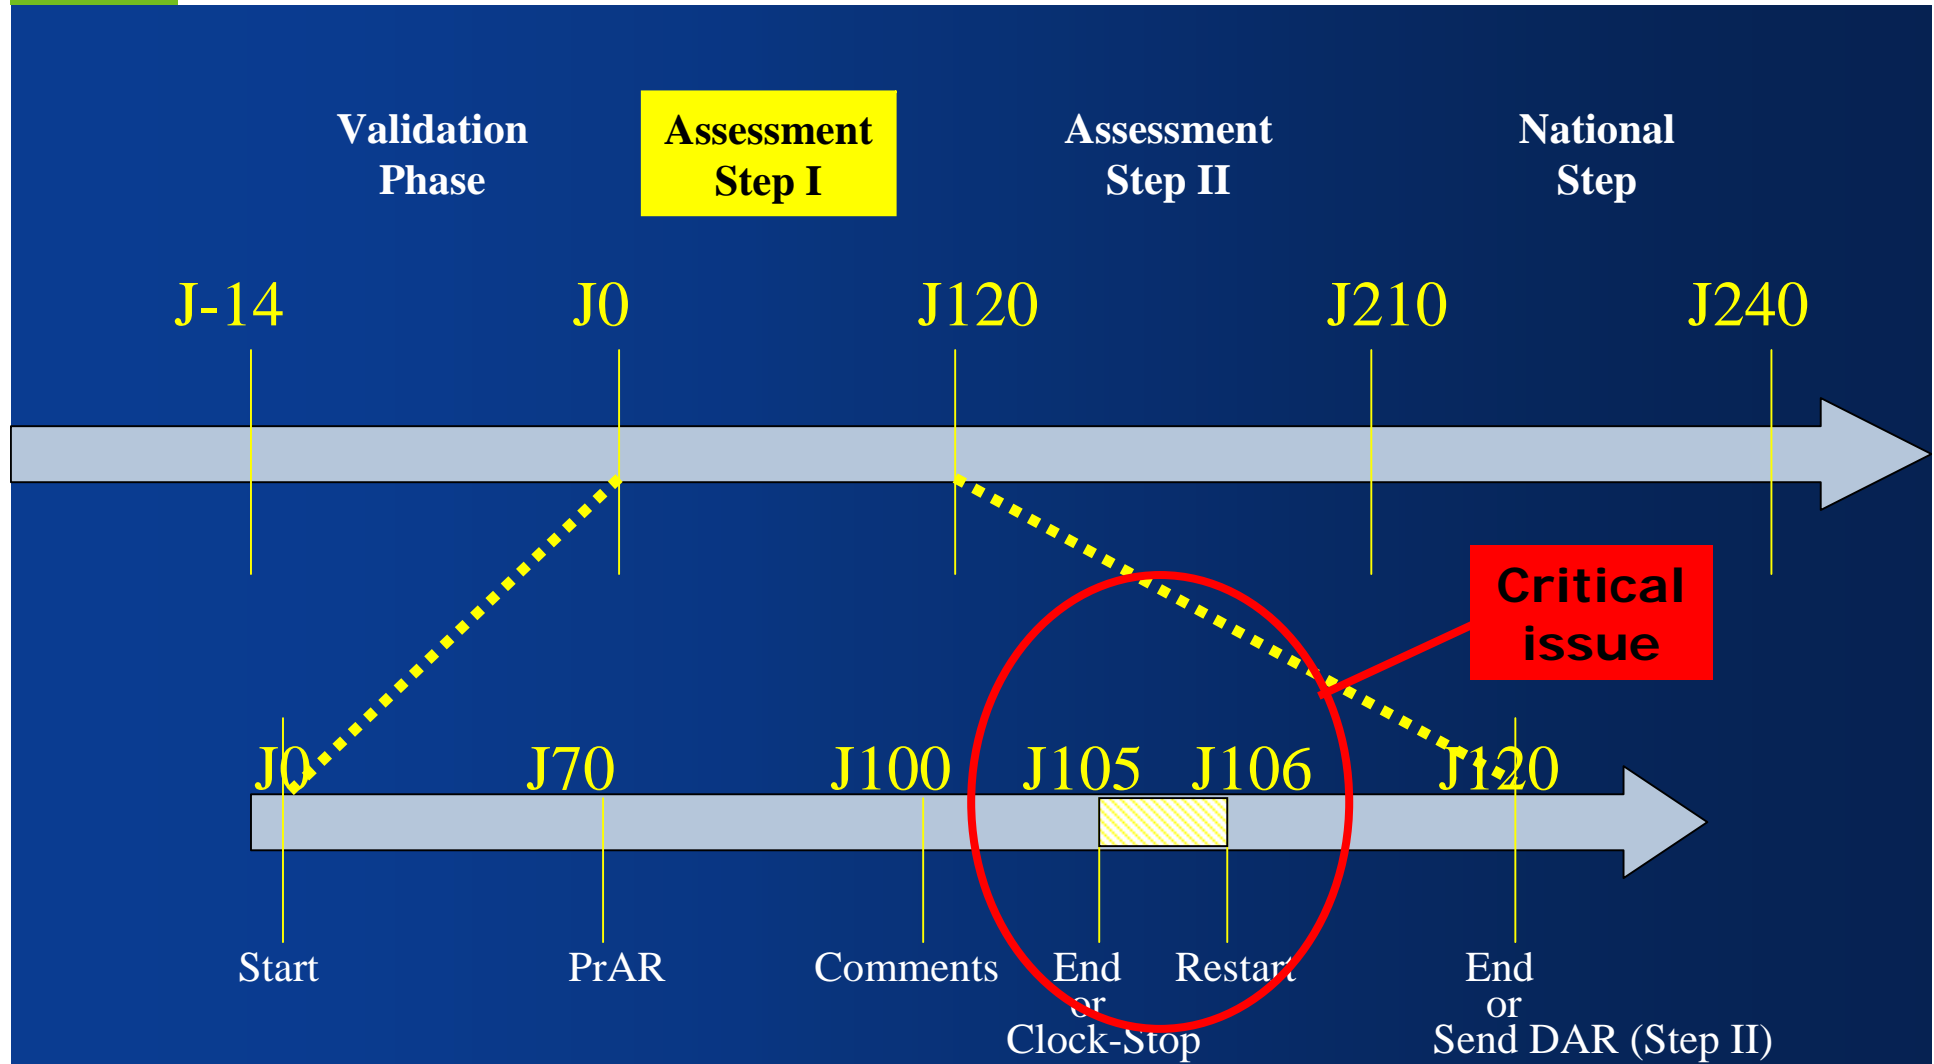 Validation
Phase
Assessment
Step I
Assessment
Step II
National
Step
J-14
J0
J120
J210
J240
Critical
issue
J0
J70
J100
J105
J106
J120
Start
PrAR
Comments
End
or
Clock-Stop
Restart
End
or
Send DAR (Step II)